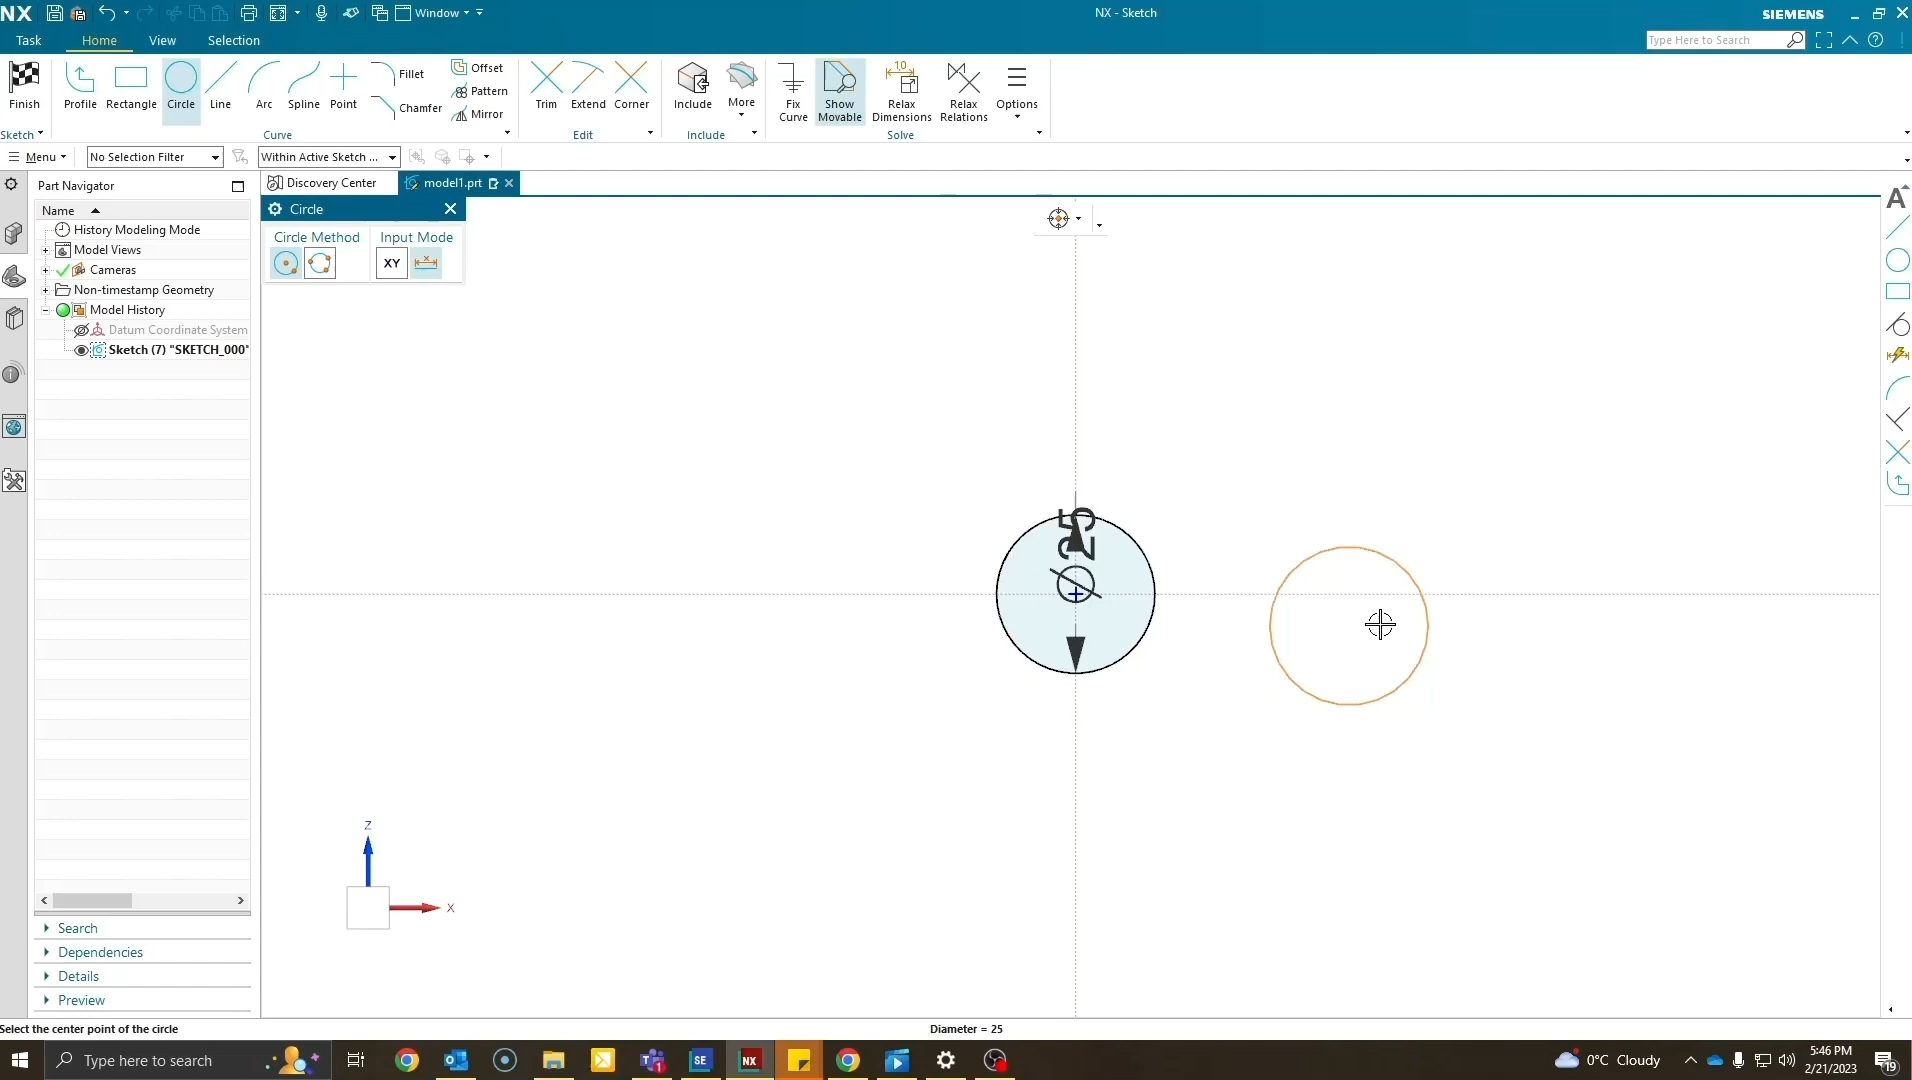 NX
Window
NX - Sketch
SIEMENS
Task
Home
View
Selection
Type Here to Search
Finish
Profile
Rectangle
Circle
Line
Arc
Spline
Point
Fillet
Chamfer
Offset
Pattern
Mirror
Trim
Extend
Corner
Include
More
Fix Curve
Show Movable
Relax Dimensions
Relax Relations
Options
Sketch
Curve
Edit
Include
Solve
Menu
No Selection Filter
Within Active Sketch ...
Part Navigator
Discovery Center
model1.prt
Name
Circle
History Modeling Mode
Circle Method
Input Mode
Model Views
XY
Cameras
Non-timestamp Geometry
Model History
Datum Coordinate System
Sketch (7) "SKETCH_000"
Ø25
Z
X
Search
Dependencies
Details
Preview
Select the center point of the circle
Diameter = 25
Type here to search
SE
NX
0°C Cloudy
5:46 PM
2/21/2023
19